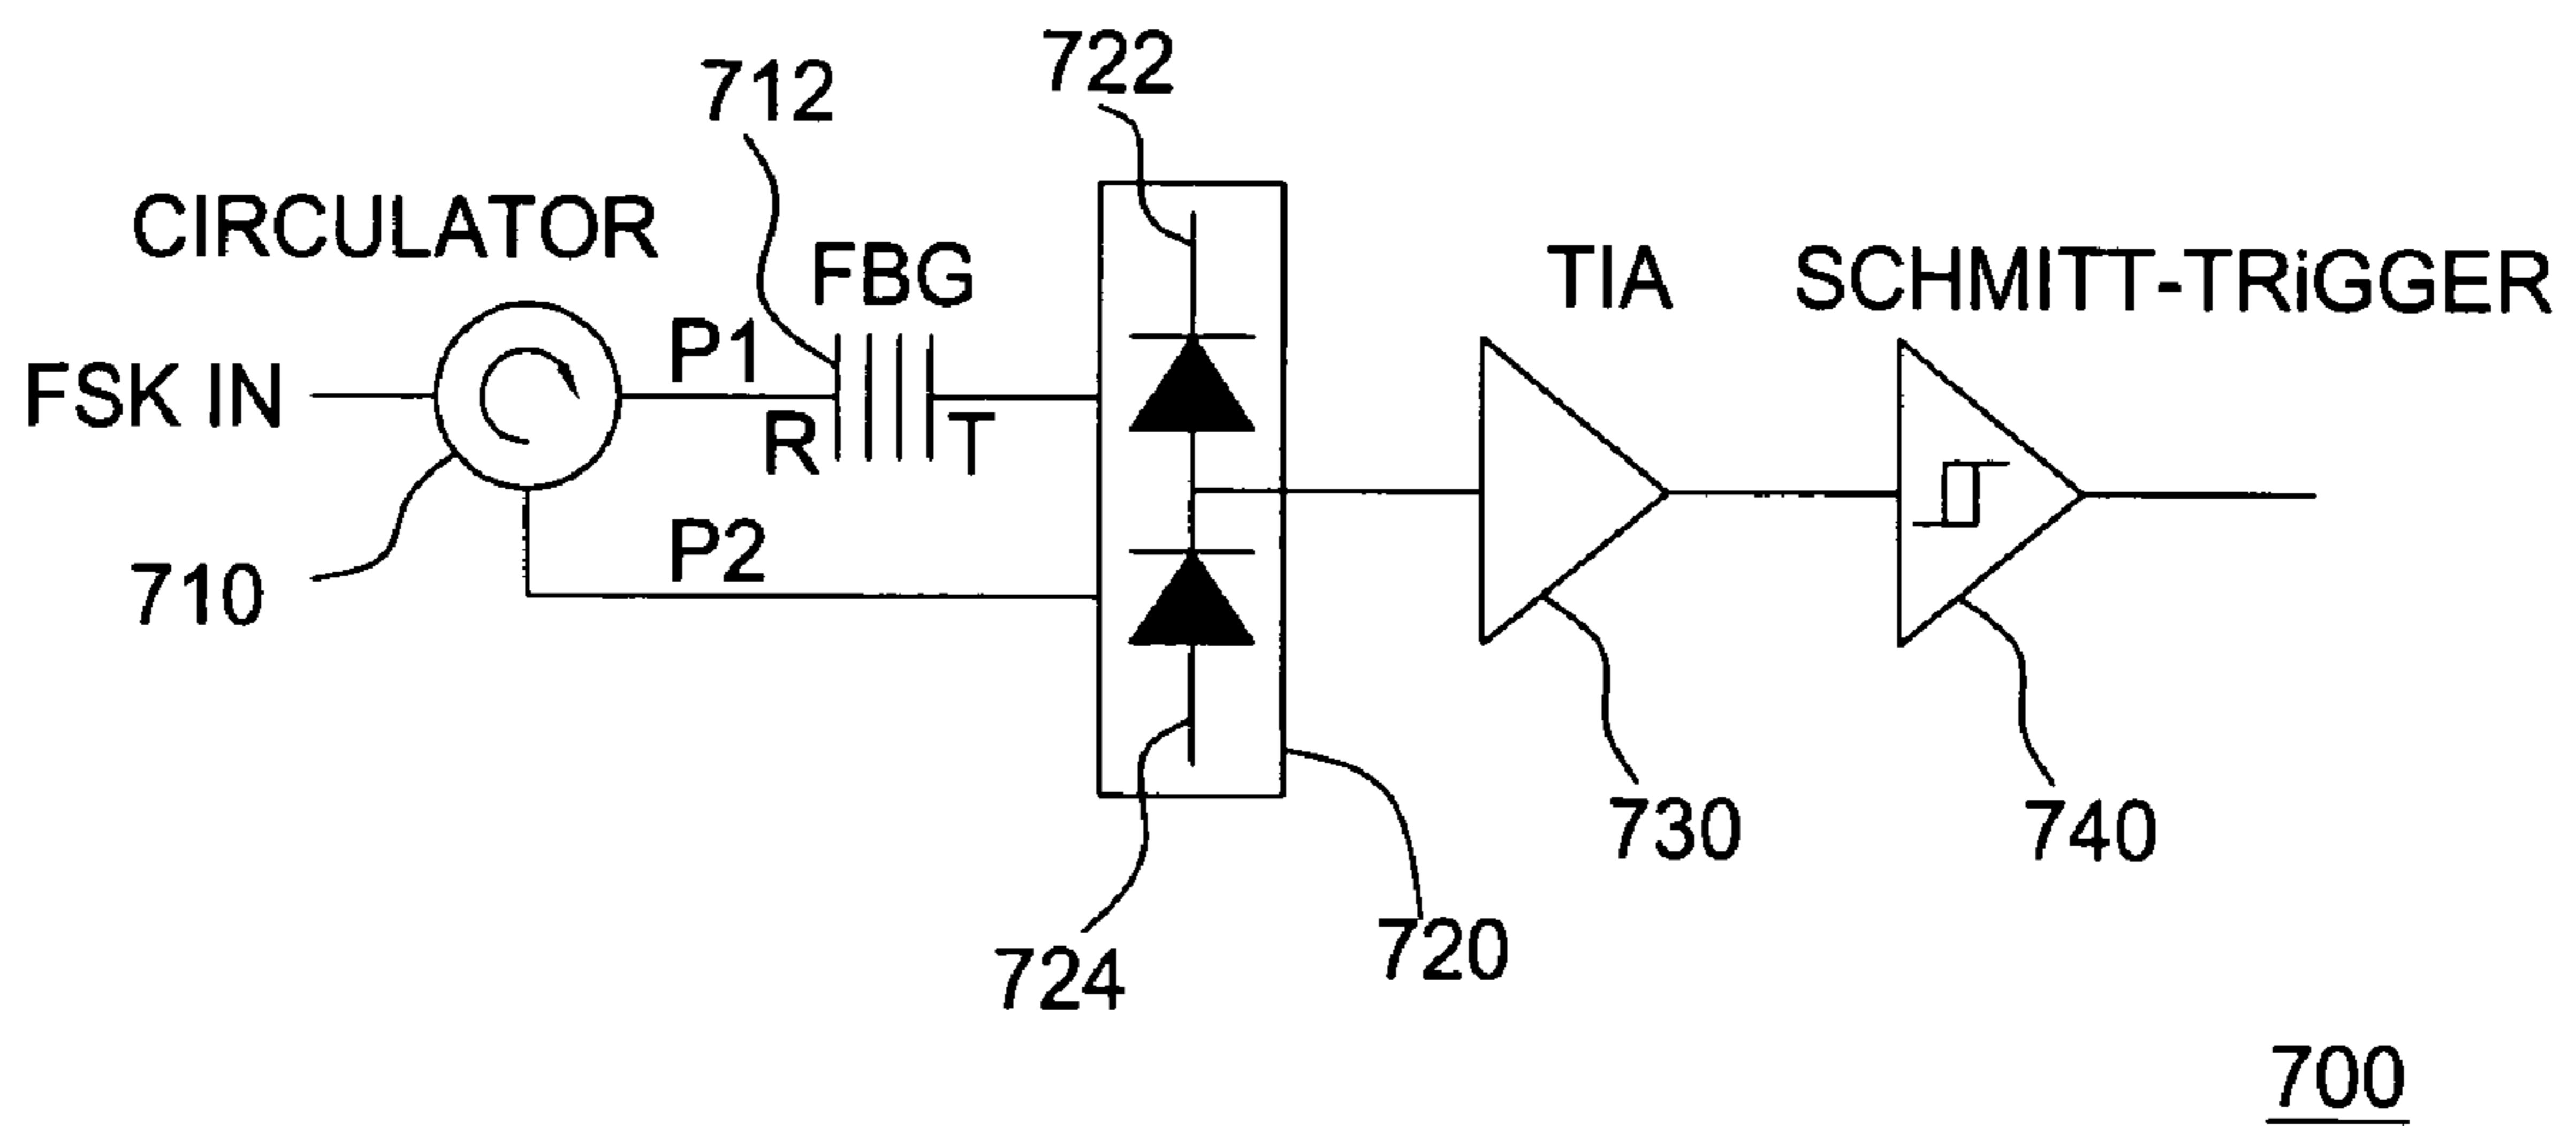 722
712
CIRCULATOR
FBG
TIA
SCHMITT-TRiGGER
P1
FSK IN
R
T
P2
710
730
740
724
720
700